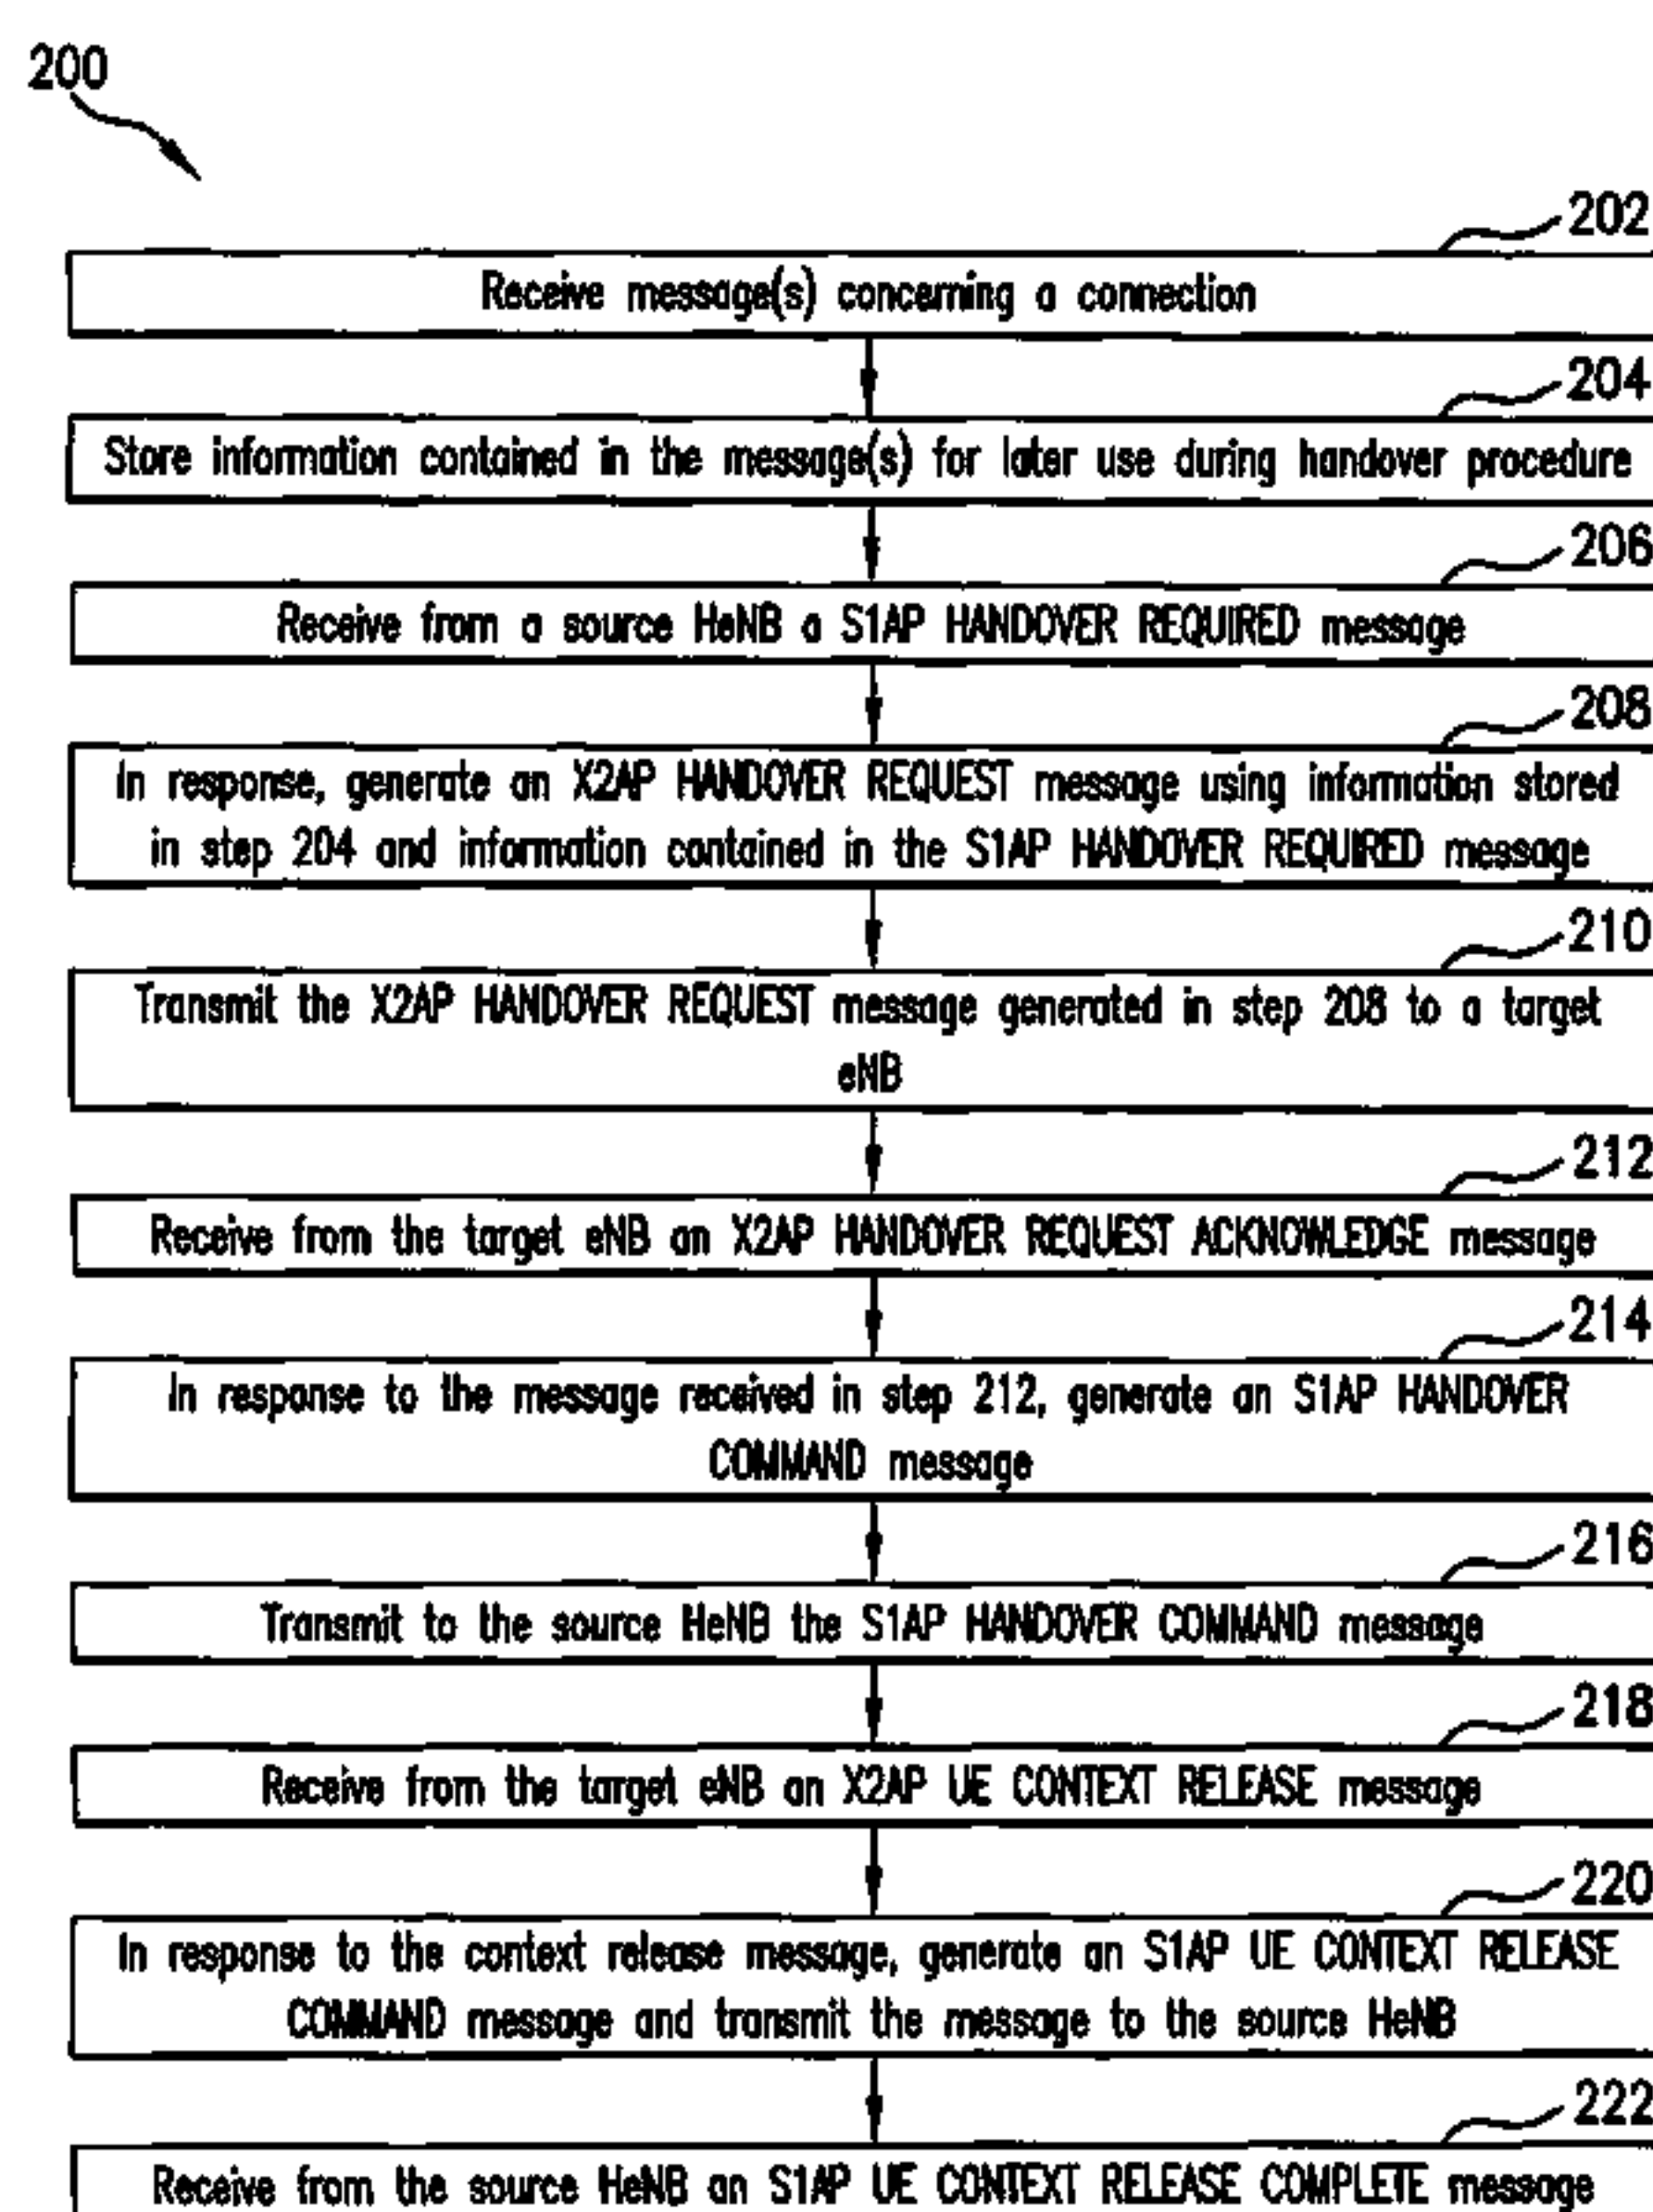 200
202
Receive message(s) concerning a connection
204
Store information contained in the message(s) for later use during handover procedure
206
Receive from a source HeNB a S1AP HANDOVER REQUIRED message
208
In response, generate an X2AP HANDOVER REQUEST message using information stored
in step 204 and information contained in the S1AP HANDOVER REQUIRED message
210
Transmit the X2AP HANDOVER REQUEST message generated in step 208 to a target
eNB
212
Receive from the target eNB an X2AP HANDOVER REQUEST ACKNOWLEDGE message
214
In response to the message received in step 212, generate an S1AP HANDOVER
COMMAND message
216
Transmit to the source HeNB the S1AP HANDOVER COMMAND message
218
Receive from the target eNB an X2AP UE CONTEXT RELEASE message
220
In response to the context release message, generate an S1AP UE CONTEXT RELEASE
COMMAND message and transmit the message to the source HeNB
222
Receive from the source HeNB an S1AP UE CONTEXT RELEASE COMPLETE message